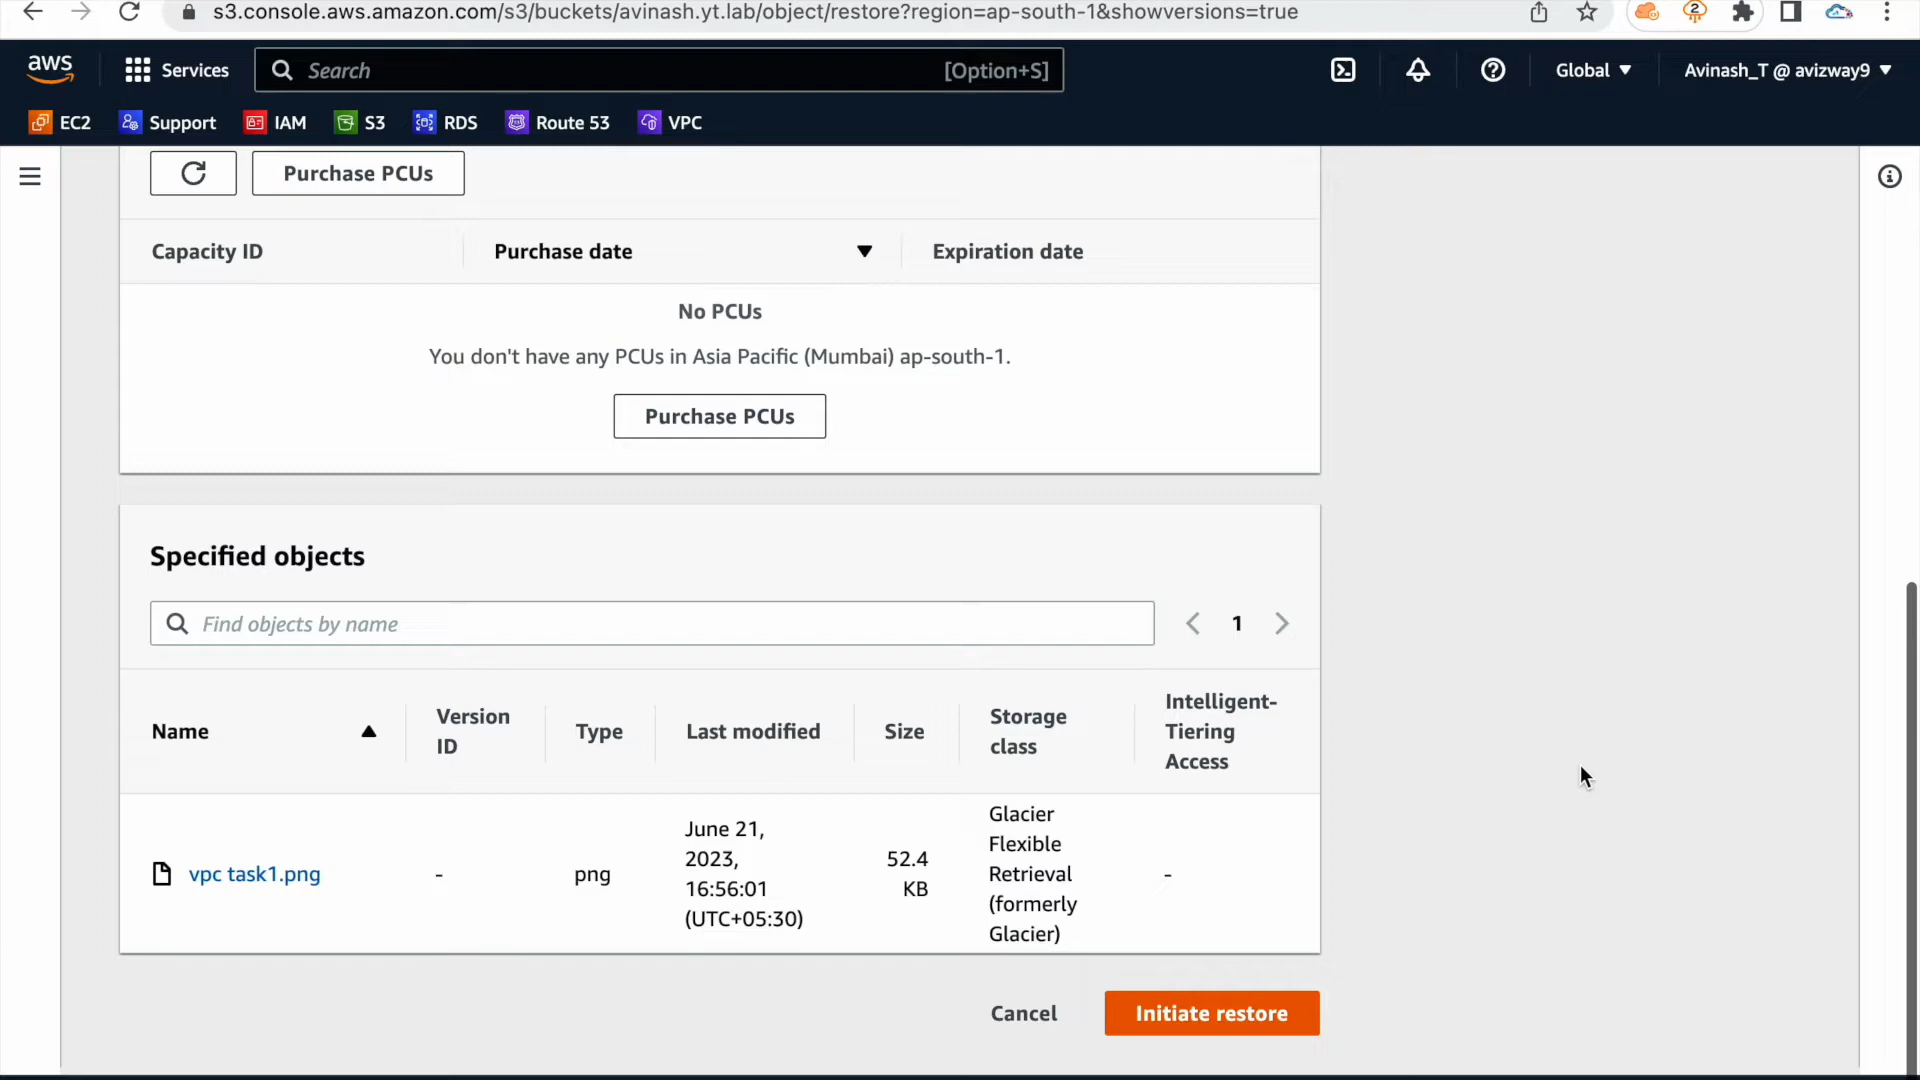 s3.console.aws.amazon.com/s3/buckets/avinash.yt.lab/object/restore?region=ap-south-1&showversions=true
2
aws
Services
Search
[Option+S]
Global
Avinash_T @ avizway9
EC2
Support
IAM
S3
RDS
Route 53
VPC
Purchase PCUs
Capacity ID
Purchase date
Expiration date
No PCUs
You don't have any PCUs in Asia Pacific (Mumbai) ap-south-1.
Purchase PCUs
Specified objects
Find objects by name
1
Name
Version
ID
Type
Last modified
Size
Storage
class
Intelligent-
Tiering
Access
vpc task1.png
-
png
June 21,
2023,
16:56:01
(UTC+05:30)
52.4
KB
Glacier
Flexible
Retrieval
(formerly
Glacier)
-
Cancel
Initiate restore